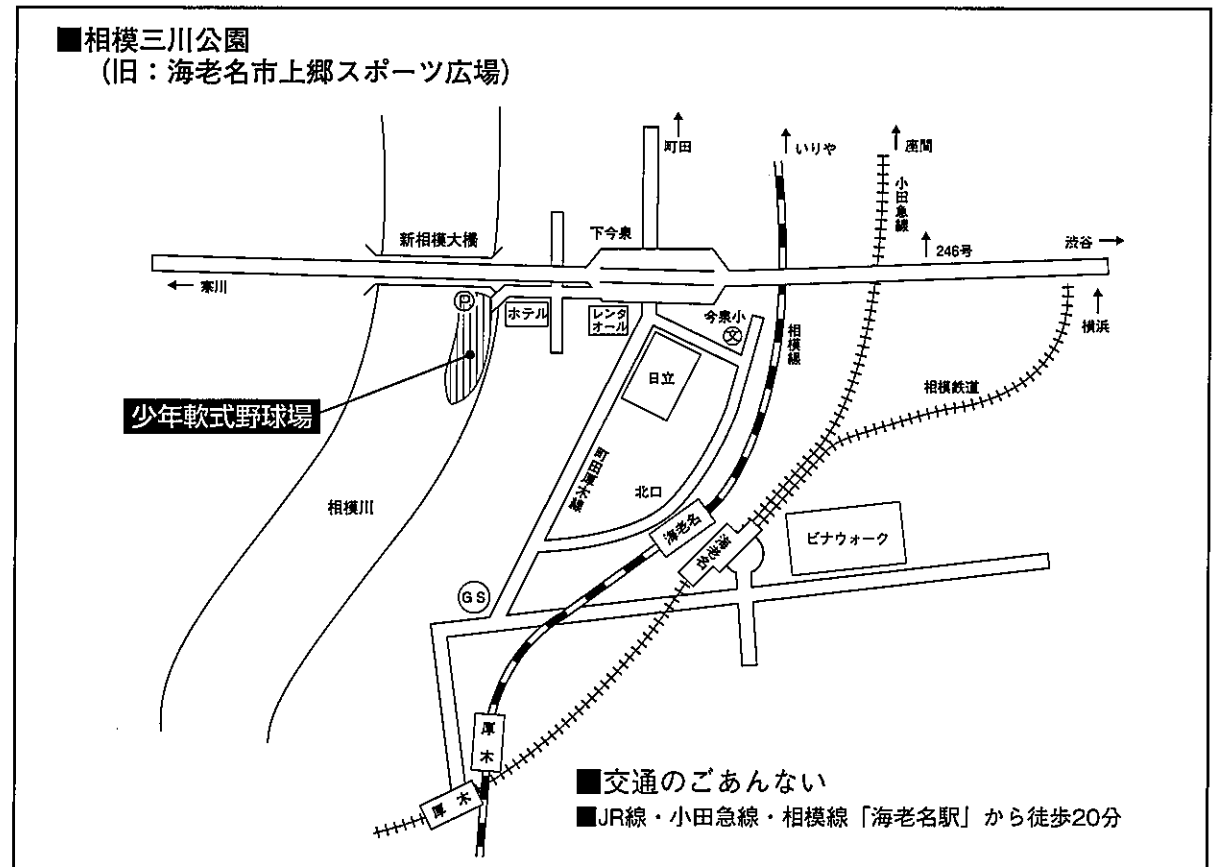 ■相模三川公園
(旧：海老名市上郷スポーツ広場)
町田
いりや
座間
小田急線
新相模大橋
下今泉
246号
渋谷
寒川
P
ホテル
レンタ
オール
今泉小
文
相模線
横浜
日立
相模鉄道
少年軟式野球場
町田厚木線
北口
相模川
海老名
海老名
ビナウォーク
GS
厚木
厚木
■交通のごあんない
■JR線・小田急線・相模線「海老名駅」から徒歩20分